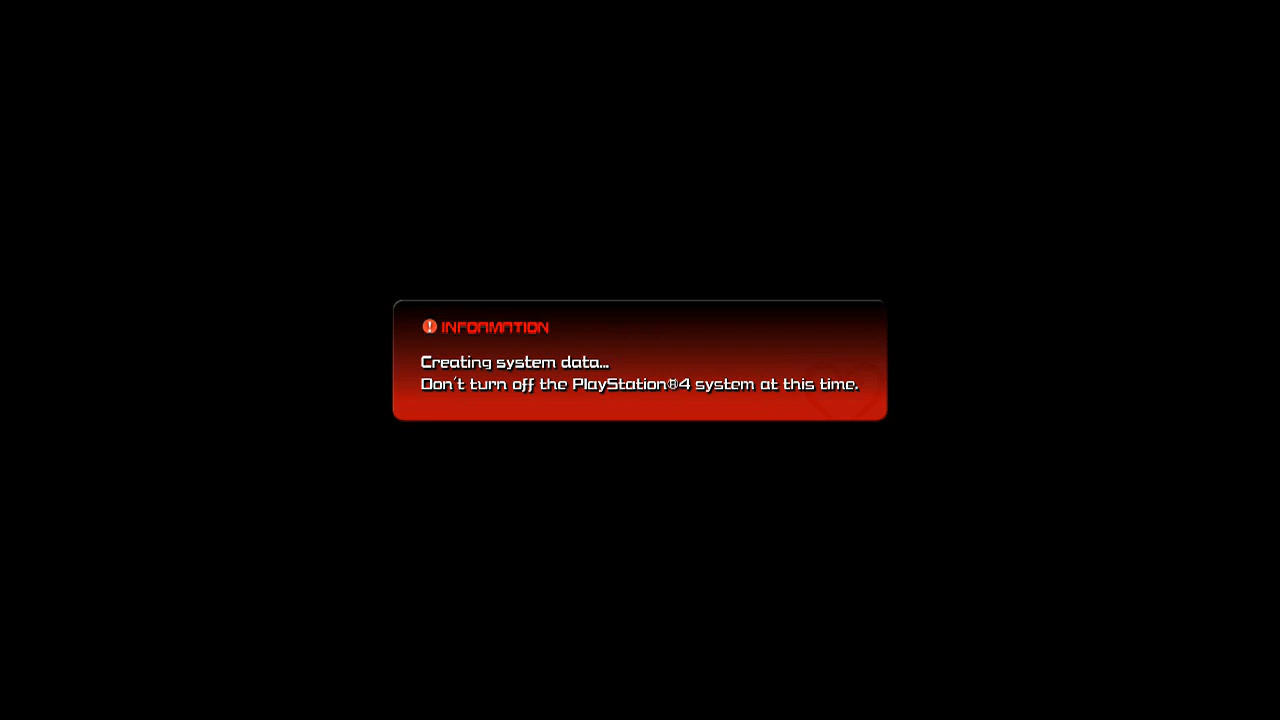 INFORMATION
Creating system data...
Don't turn off the PlayStation®4 system at this time.